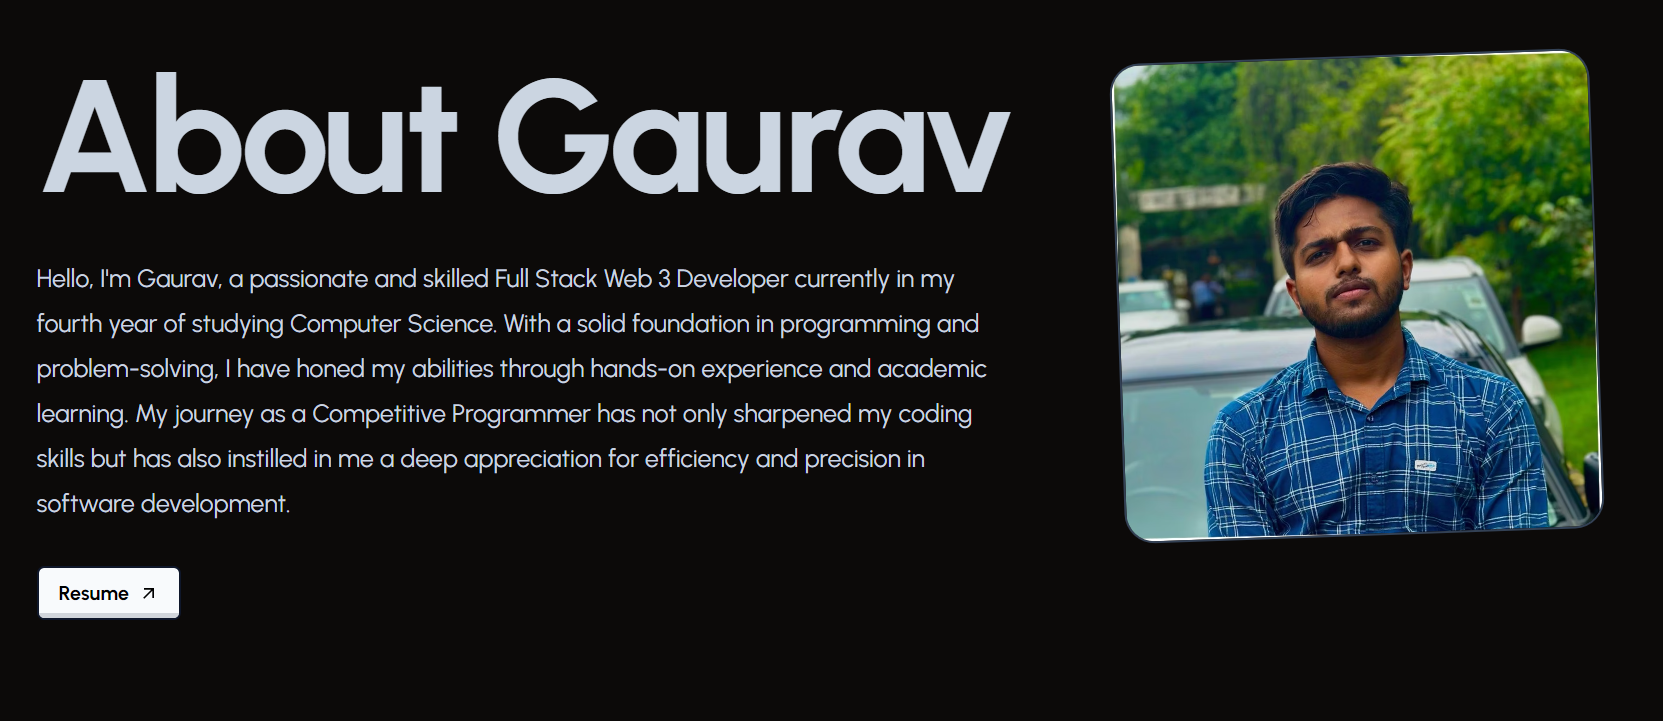 About Gaurav
Hello, I'm Gaurav, a passionate and skilled Full Stack Web 3 Developer currently in my
fourth year of studying Computer Science. With a solid foundation in programming and
problem-solving, I have honed my abilities through hands-on experience and academic
learning. My journey as a Competitive Programmer has not only sharpened my coding
skills but has also instilled in me a deep appreciation for efficiency and precision in
software development.
Resume